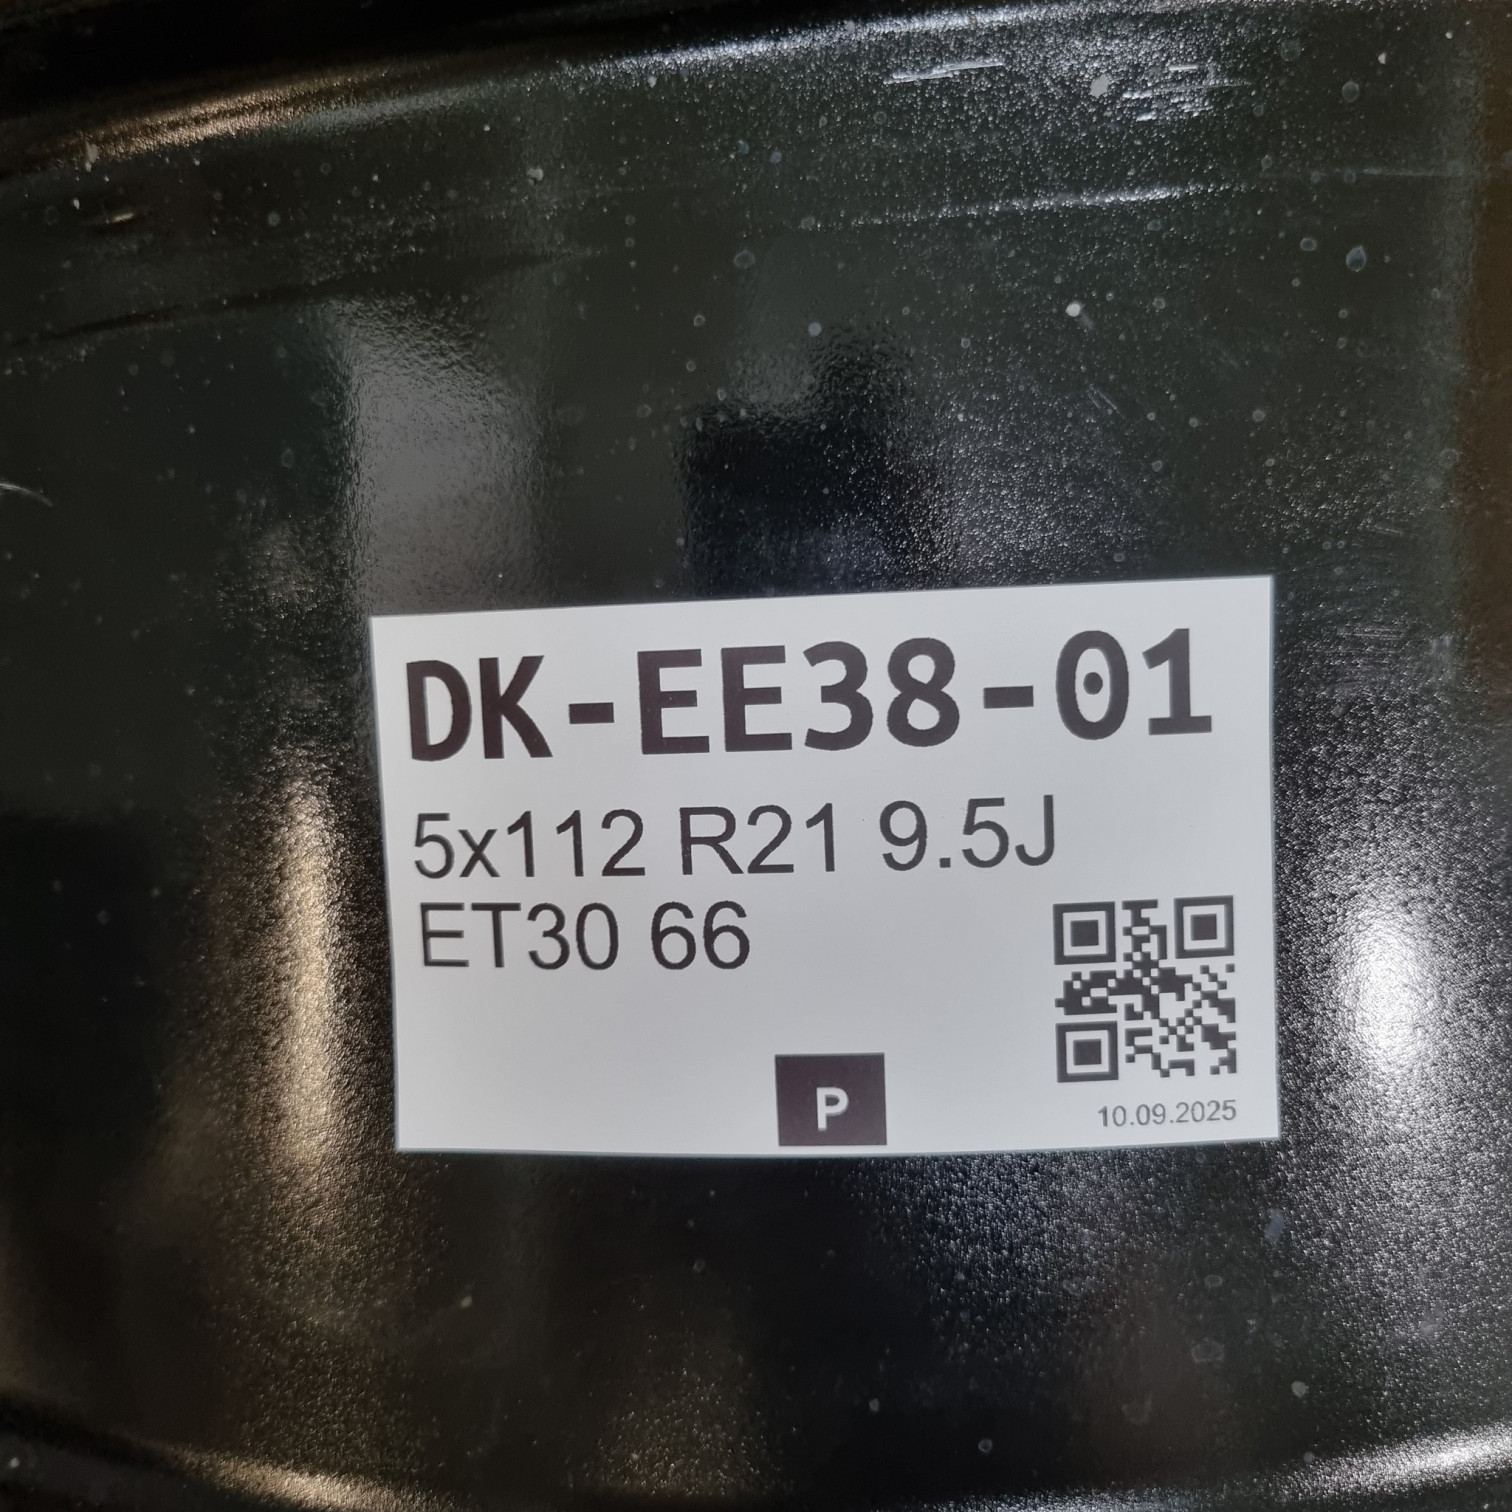 DK-EE38-01
5x112 R21 9.5J
ET30 66
P
10.09.2025